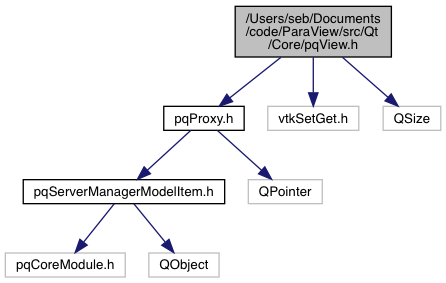 /Users/seb/Documents
/code/ParaView/src/Qt
/Core/pqView.h
pqProxy.h
vtkSetGet.h
QSize
pqServerManagerModelItem.h
QPointer
pqCoreModule.h
QObject